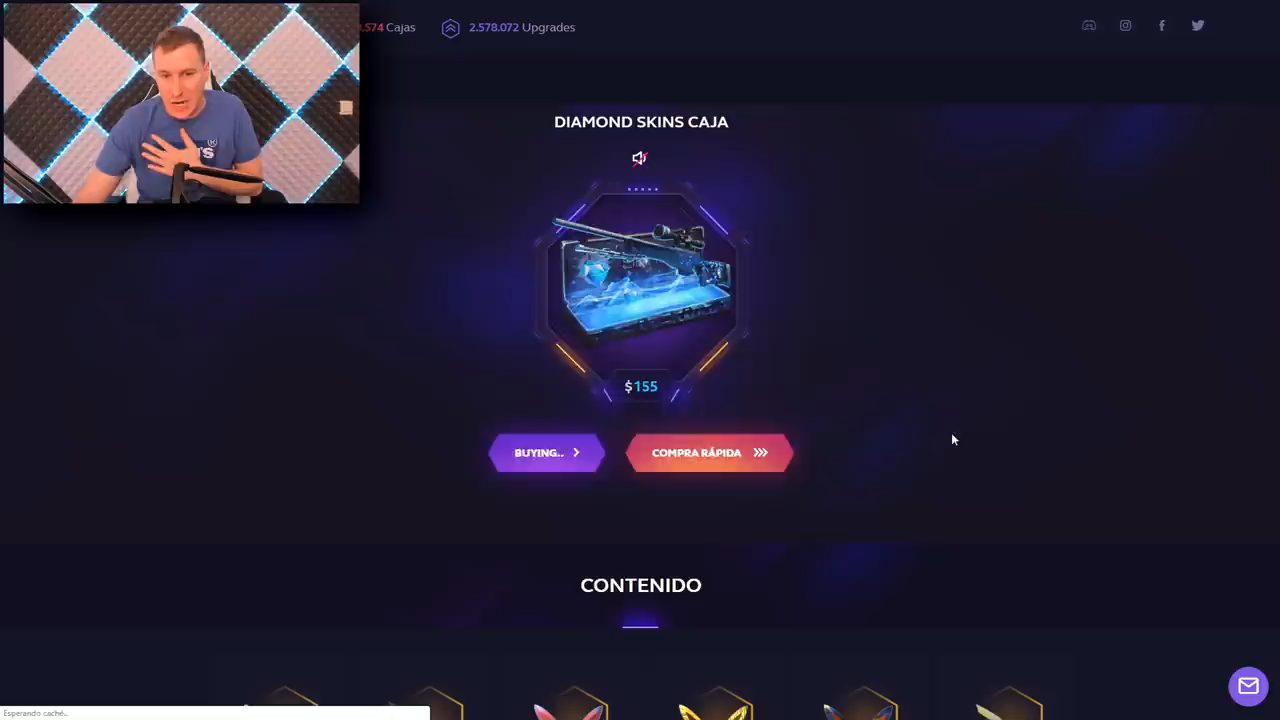 .574 Cajas
2.578.072 Upgrades
DIAMOND SKINS CAJA
$155
BUYING..
COMPRA RÁPIDA
CONTENIDO
Esperando caché...